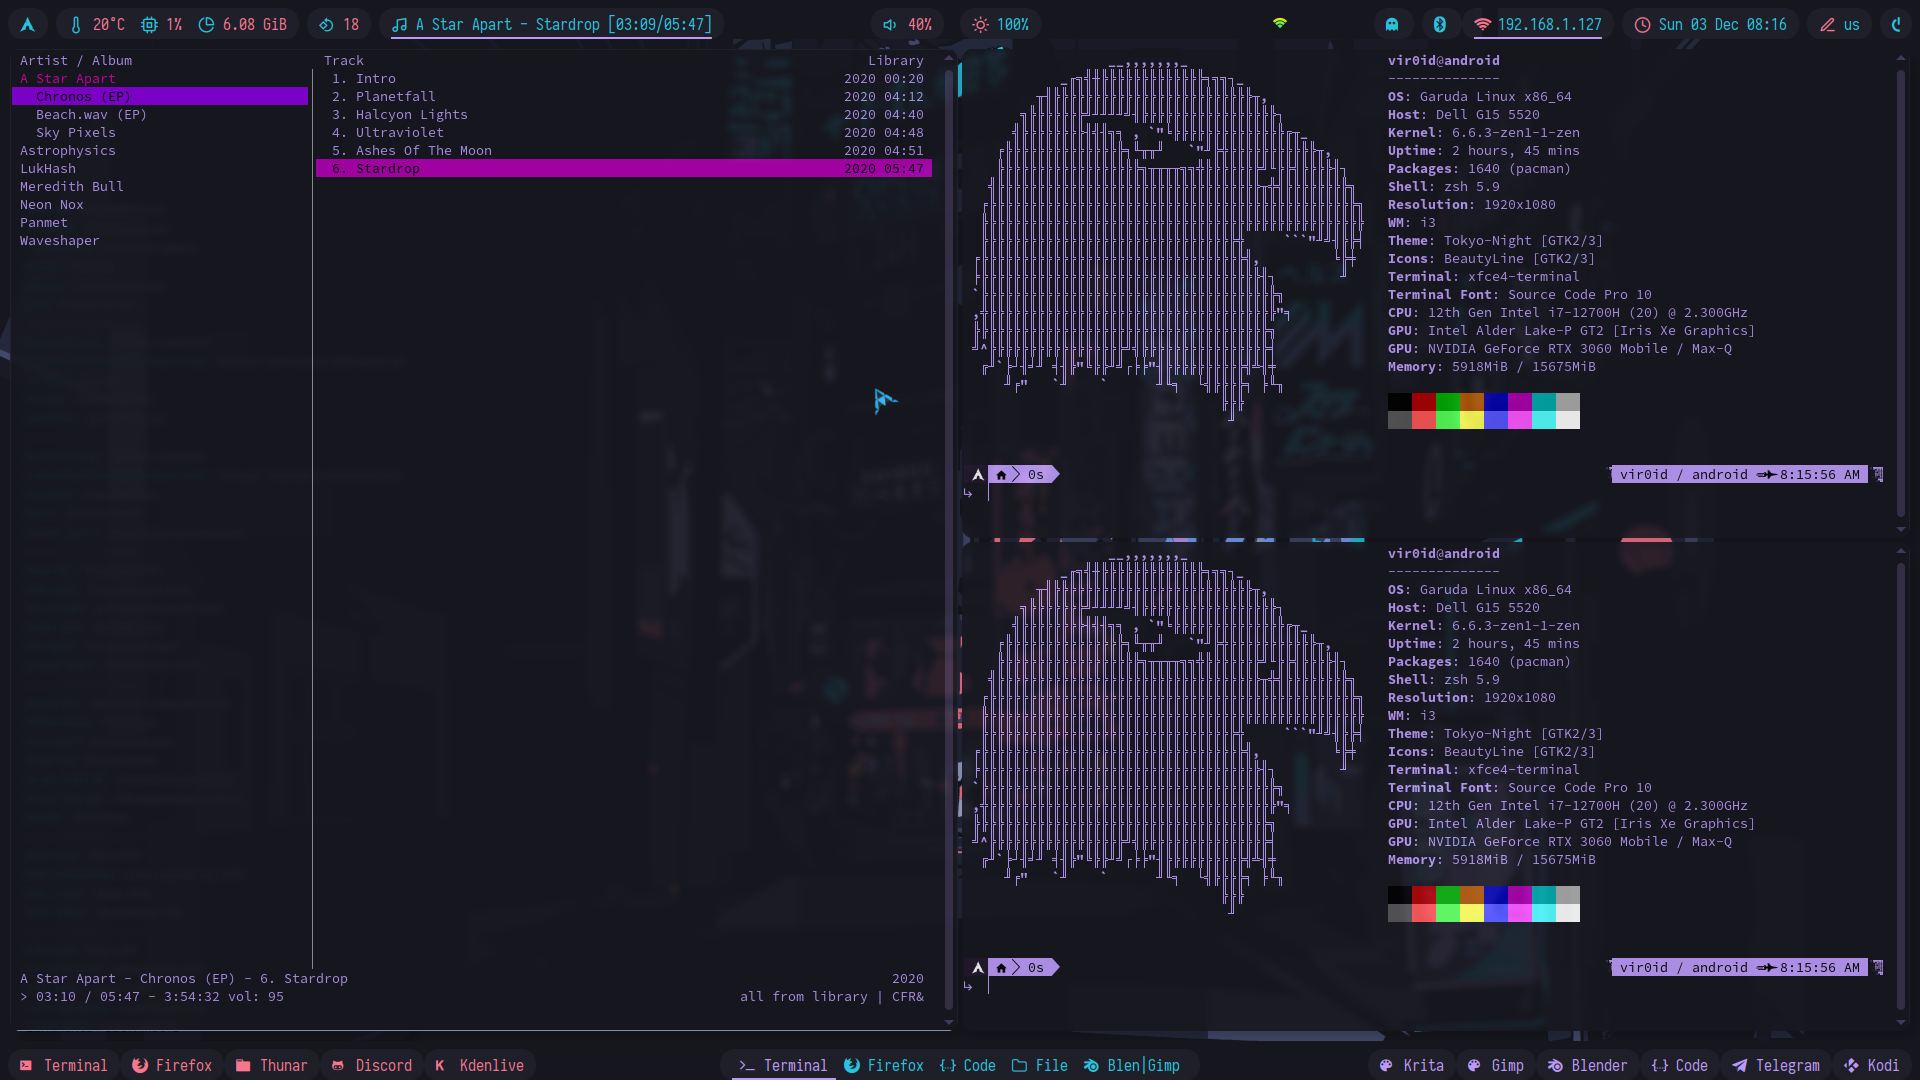 20°C 1% 6.08 GiB 18 A Star Apart - Stardrop [03:09/05:47] 40% 100% 192.168.1.127 Sun 03 Dec 08:16 us
Artist / Album
A Star Apart
Chronos (EP)
Beach.wav (EP)
Sky Pixels
Astrophysics
LukHash
Meredith Bull
Neon Nox
Panmet
Waveshaper
Track Library
1. Intro 2020 00:20
2. Planetfall 2020 04:12
3. Halcyon Lights 2020 04:40
4. Ultraviolet 2020 04:48
5. Ashes Of The Moon 2020 04:51
6. Stardrop 2020 05:47
A Star Apart - Chronos (EP) - 6. Stardrop 2020
> 03:10 / 05:47 - 3:54:32 vol: 95 all from library | CFR&
vir0id@android
--------------
OS: Garuda Linux x86_64
Host: Dell G15 5520
Kernel: 6.6.3-zen1-1-zen
Uptime: 2 hours, 45 mins
Packages: 1640 (pacman)
Shell: zsh 5.9
Resolution: 1920x1080
WM: i3
Theme: Tokyo-Night [GTK2/3]
Icons: BeautyLine [GTK2/3]
Terminal: xfce4-terminal
Terminal Font: Source Code Pro 10
CPU: 12th Gen Intel i7-12700H (20) @ 2.300GHz
GPU: Intel Alder Lake-P GT2 [Iris Xe Graphics]
GPU: NVIDIA GeForce RTX 3060 Mobile / Max-Q
Memory: 5918MiB / 15675MiB
0s vir0id / android 8:15:56 AM
vir0id@android
--------------
OS: Garuda Linux x86_64
Host: Dell G15 5520
Kernel: 6.6.3-zen1-1-zen
Uptime: 2 hours, 45 mins
Packages: 1640 (pacman)
Shell: zsh 5.9
Resolution: 1920x1080
WM: i3
Theme: Tokyo-Night [GTK2/3]
Icons: BeautyLine [GTK2/3]
Terminal: xfce4-terminal
Terminal Font: Source Code Pro 10
CPU: 12th Gen Intel i7-12700H (20) @ 2.300GHz
GPU: Intel Alder Lake-P GT2 [Iris Xe Graphics]
GPU: NVIDIA GeForce RTX 3060 Mobile / Max-Q
Memory: 5918MiB / 15675MiB
0s vir0id / android 8:15:56 AM
Terminal Firefox Thunar Discord K Kdenlive Terminal Firefox Code File Blen|Gimp Krita Gimp Blender Code Telegram Kodi